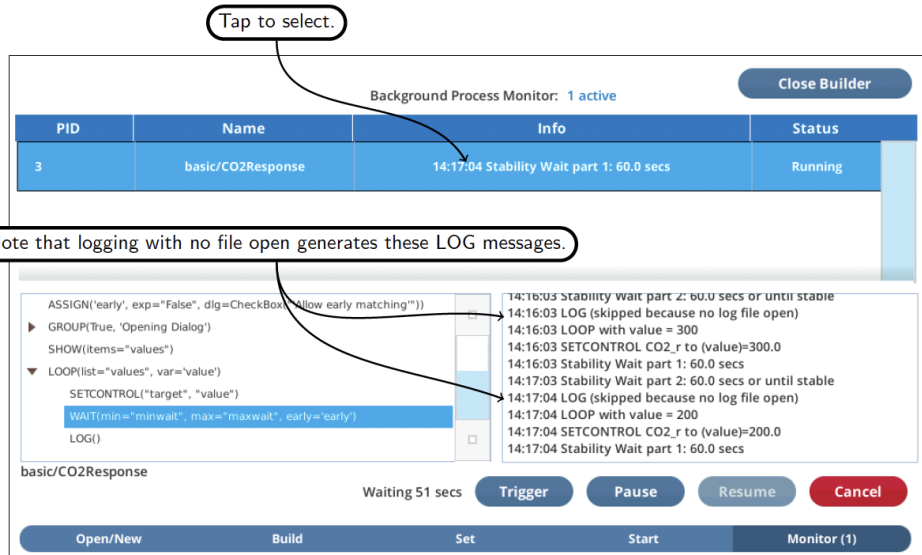 Tap to select.
Close Builder
Background Process Monitor: 1 active
PID Name Info Status
3 basic/CO2Response 14:17:04 Stability Wait part 1: 60.0 secs Running
ote that logging with no file open generates these LOG messages.
ASSIGN('early', exp="False", dlg=CheckBox("Allow early matching'"))
GROUP(True, 'Opening Dialog')
SHOW(items="values")
LOOP(list="values", var='value')
SETCONTROL("target", "value")
WAIT(min="minwait", max="maxwait", early='early')
LOG()
14:16:03 Stability Wait part 2: 60.0 secs or until stable
14:16:03 LOG (skipped because no log file open)
14:16:03 LOOP with value = 300
14:16:03 SETCONTROL CO2_r to (value)=300.0
14:16:03 Stability Wait part 1: 60.0 secs
14:17:03 Stability Wait part 2: 60.0 secs or until stable
14:17:04 LOG (skipped because no log file open)
14:17:04 LOOP with value = 200
14:17:04 SETCONTROL CO2_r to (value)=200.0
14:17:04 Stability Wait part 1: 60.0 secs
basic/CO2Response
Waiting 51 secs Trigger Pause Resume Cancel
Open/New Build Set Start Monitor (1)